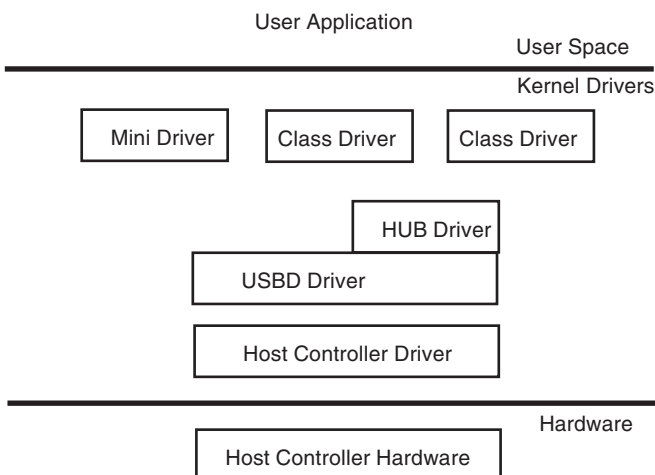 User Application
User Space
Kernel Drivers
Mini Driver
Class Driver
Class Driver
HUB Driver
USBD Driver
Host Controller Driver
Hardware
Host Controller Hardware